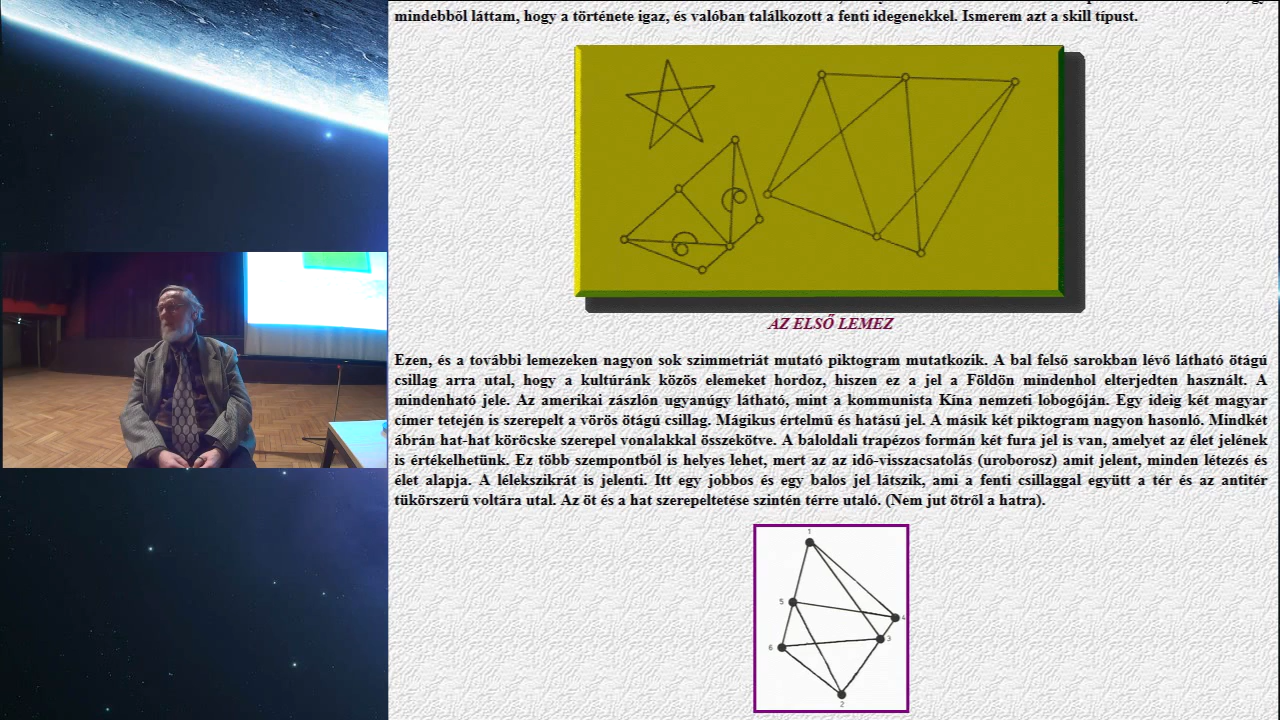 mindebből láttam, hogy a története igaz, és valóban találkozott a fenti idegenekkel. Ismerem azt a skill típust.
AZ ELSŐ LEMEZ
Ezen, és a további lemezeken nagyon sok szimmetriát mutató piktogram mutatkozik. A bal felső sarokban lévő látható ötágú
csillag arra utal, hogy a kultúránk közös elemeket hordoz, hiszen ez a jel a Földön mindenhol elterjedten használt. A
mindenható jele. Az amerikai zászlón ugyanúgy látható, mint a kommunista Kína nemzeti lobogóján. Egy ideig két magyar
címer tetején is szerepelt a vörös ötágú csillag. Mágikus értelmű és hatású jel. A másik két piktogram nagyon hasonló. Mindkét
ábrán hat-hat köröcske szerepel vonalakkal összekötve. A baloldali trapézos formán két fura jel is van, amelyet az élet jelének
is értékelhetünk. Ez több szempontból is helyes lehet, mert az az idő-visszacsatolás (uroborosz) amit jelent, minden létezés és
élet alapja. A lélekszikrát is jelenti. Itt egy jobbos és egy balos jel látszik, ami a fenti csillaggal együtt a tér és az antitér
tükörszerű voltára utal. Az öt és a hat szerepeltetése szintén térre utaló. (Nem jut ötről a hatra).
1
5
4
3
6
2